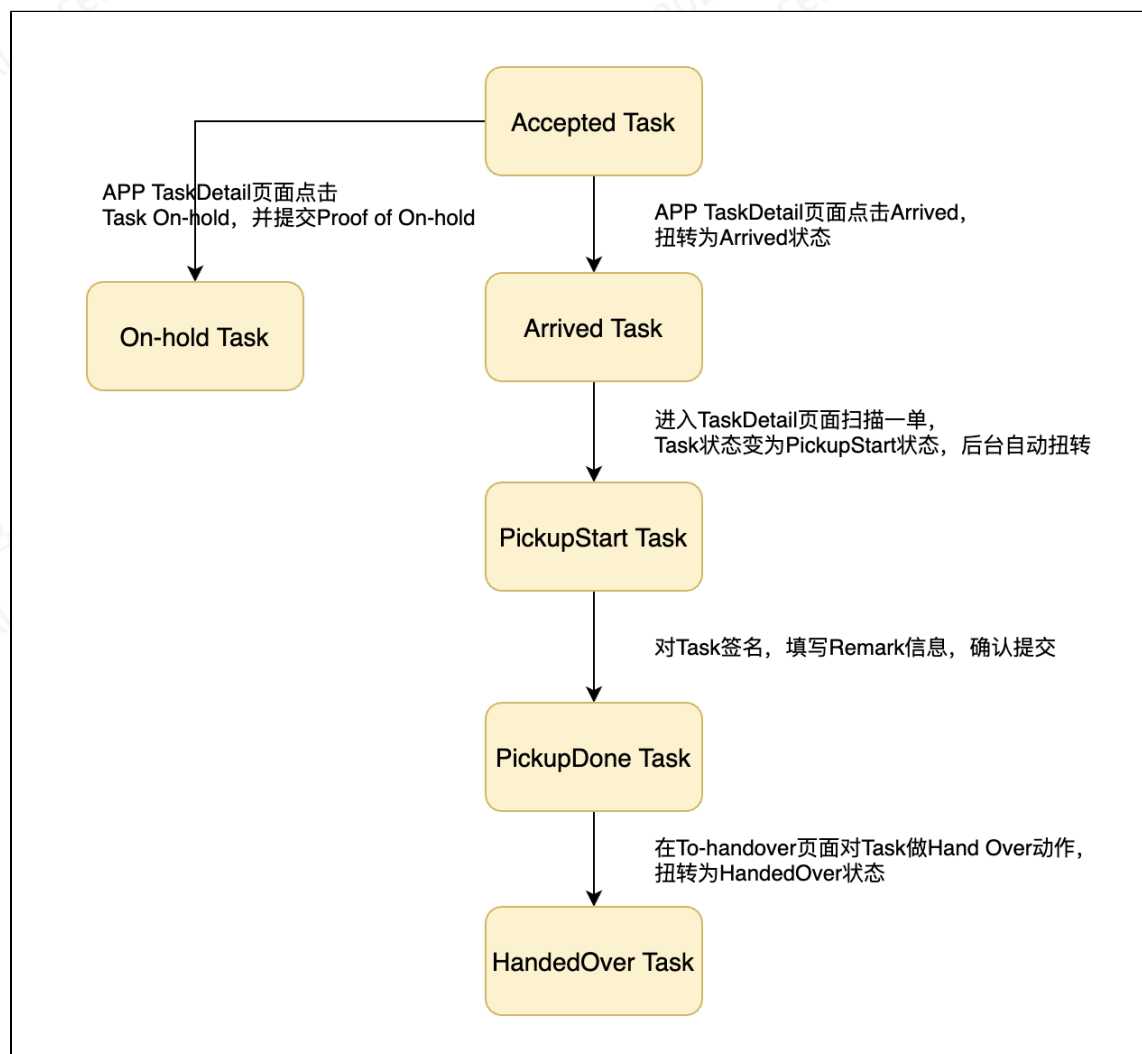 Accepted Task
APP TaskDetail页面点击
Task On-hold，并提交Proof of On-hold
APP TaskDetail页面点击Arrived，
扭转为Arrived状态
On-hold Task
Arrived Task
进入TaskDetail页面扫描一单，
Task状态变为PickupStart状态，后台自动扭转
PickupStart Task
对Task签名，填写Remark信息，确认提交
PickupDone Task
在To-handover页面对Task做Hand Over动作，
扭转为HandedOver状态
HandedOver Task